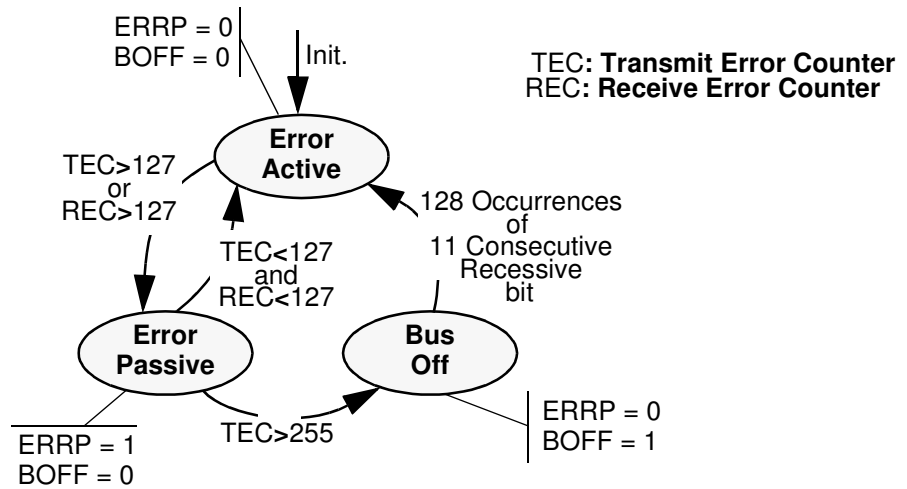 ERRP = 0
BOFF = 0
Init.
TEC: Transmit Error Counter
REC: Receive Error Counter
Error
Active
TEC>127
or
REC>127
TEC<127
and
REC<127
128 Occurrences
of
11 Consecutive
Recessive
bit
Error
Passive
Bus
Off
TEC>255
ERRP = 1
BOFF = 0
ERRP = 0
BOFF = 1